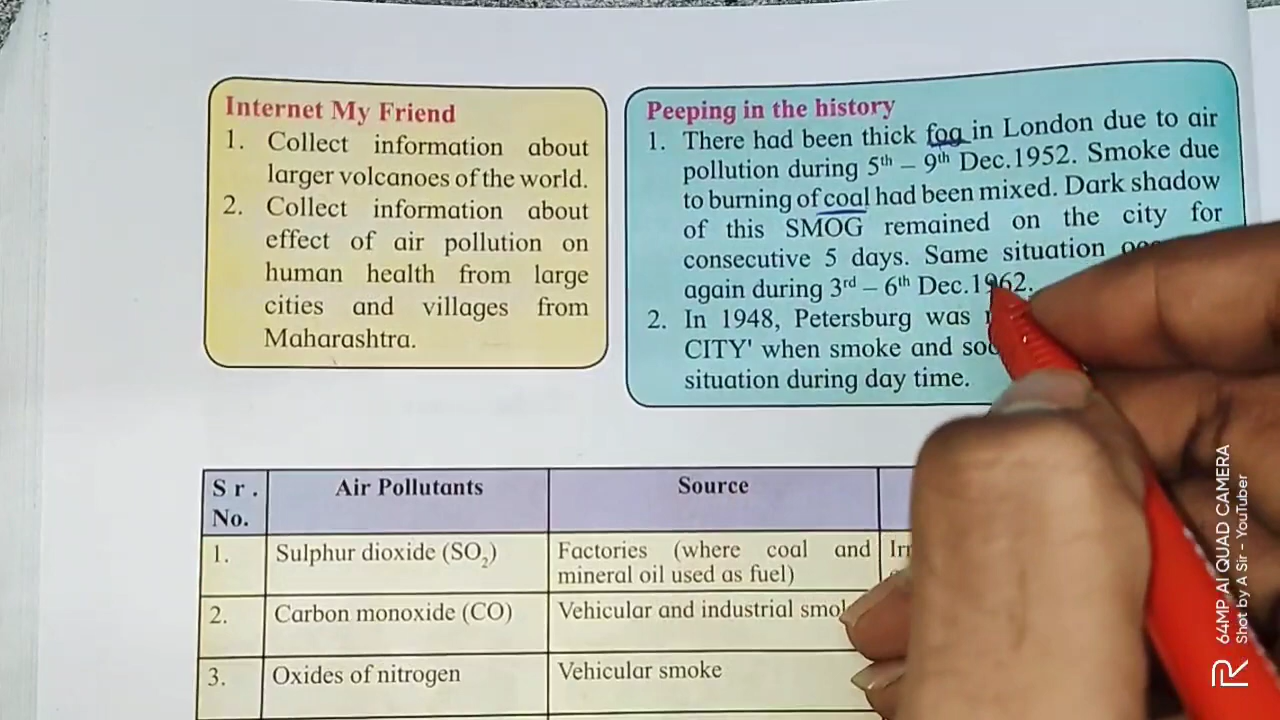 Internet My Friend
1. Collect information about
larger volcanoes of the world.
2. Collect information about
effect of air pollution on
human health from large
cities and villages from
Maharashtra.
Peeping in the history
1. There had been thick fog in London due to air
pollution during 5th – 9th Dec.1952. Smoke due
to burning of coal had been mixed. Dark shadow
of this SMOG remained on the city for
consecutive 5 days. Same situation
again during 3rd – 6th Dec.1962.
2. In 1948, Petersburg was
CITY' when smoke and
situation during day time.
Sr. No.
Air Pollutants
Source
1.
Sulphur dioxide (SO₂)
Factories (where coal and
mineral oil used as fuel)
2.
Carbon monoxide (CO)
Vehicular and industrial
3.
Oxides of nitrogen
Vehicular smoke
64MP AI QUAD CAMERA
Shot by A Sir - YouTuber